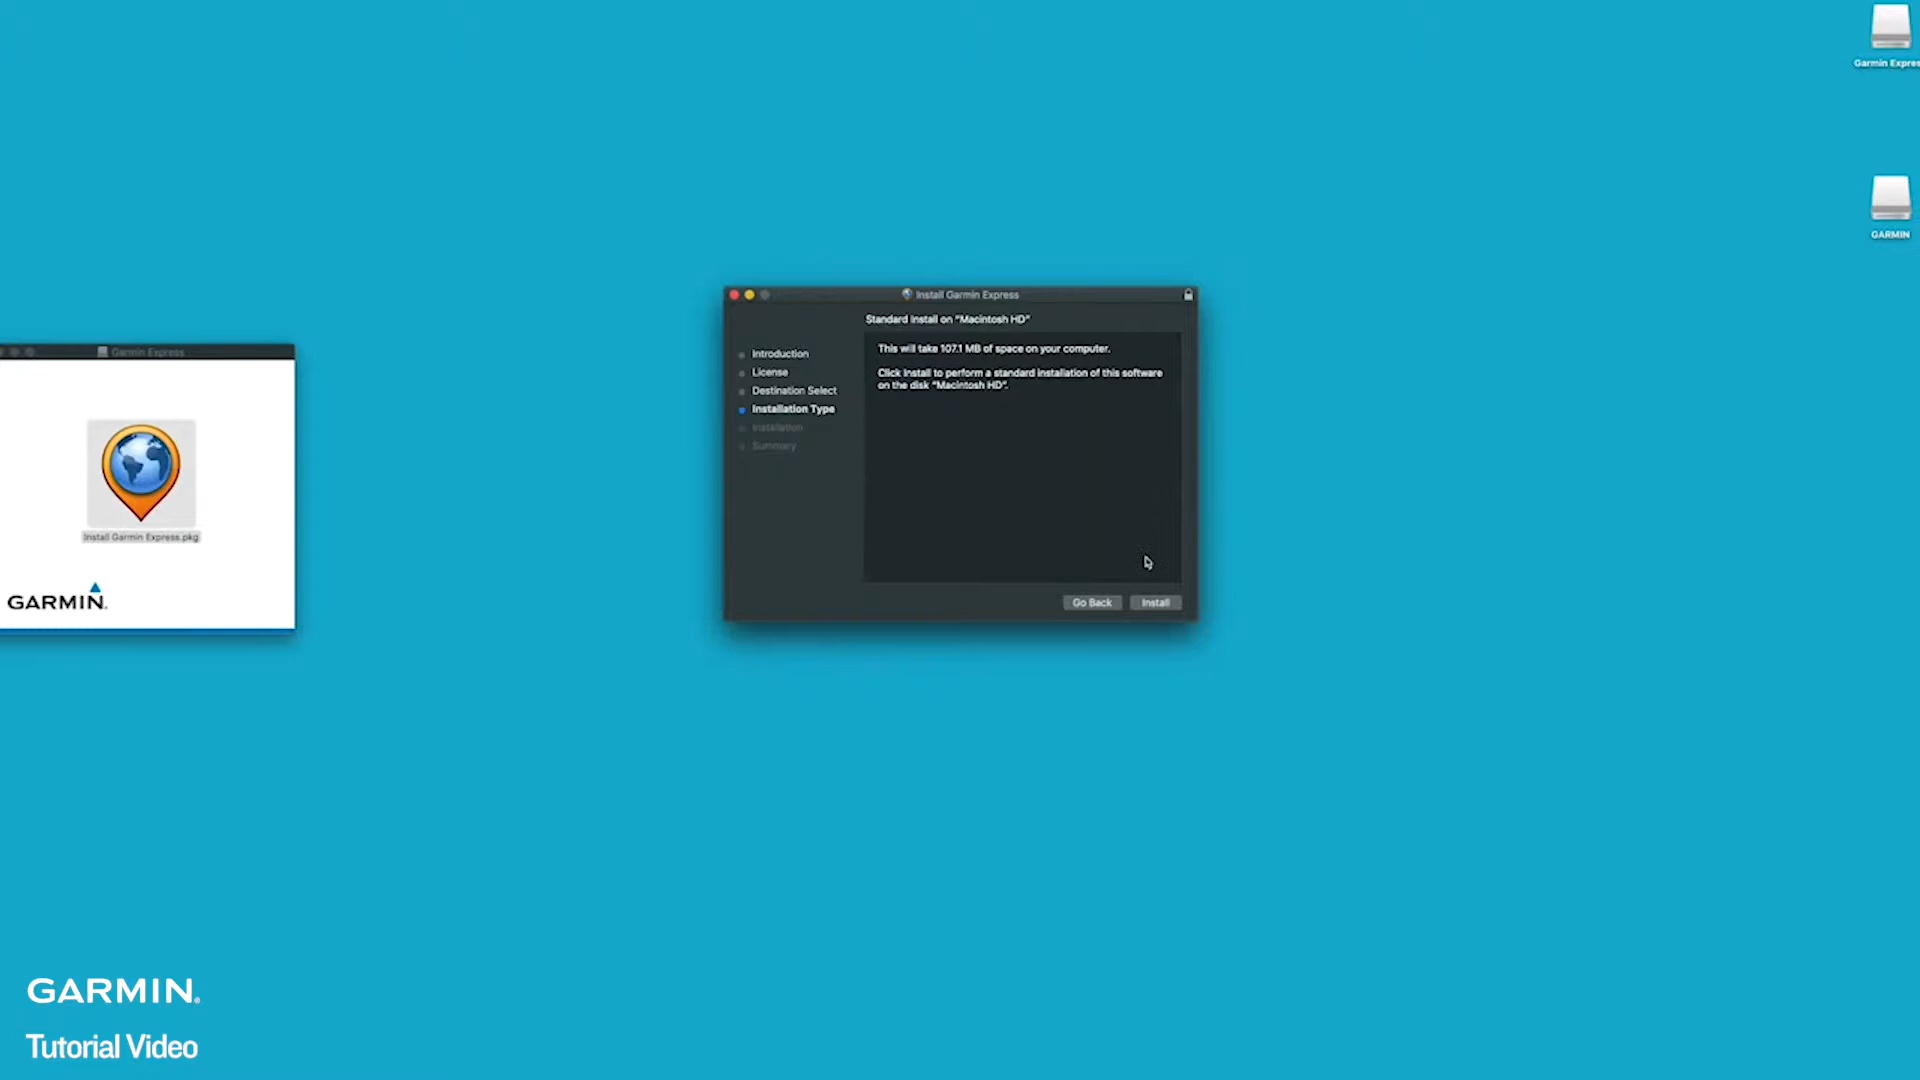 Garmin Expres
GARMIN
Install Garmin Express
Standard Install on "Macintosh HD"
Introduction
License
Destination Select
Installation Type
Installation
Summary
This will take 107.1 MB of space on your computer.
Click Install to perform a standard installation of this software
on the disk "Macintosh HD".
Go Back
Install
Garmin Express
Install Garmin Express.pkg
GARMIN.
GARMIN.
Tutorial Video